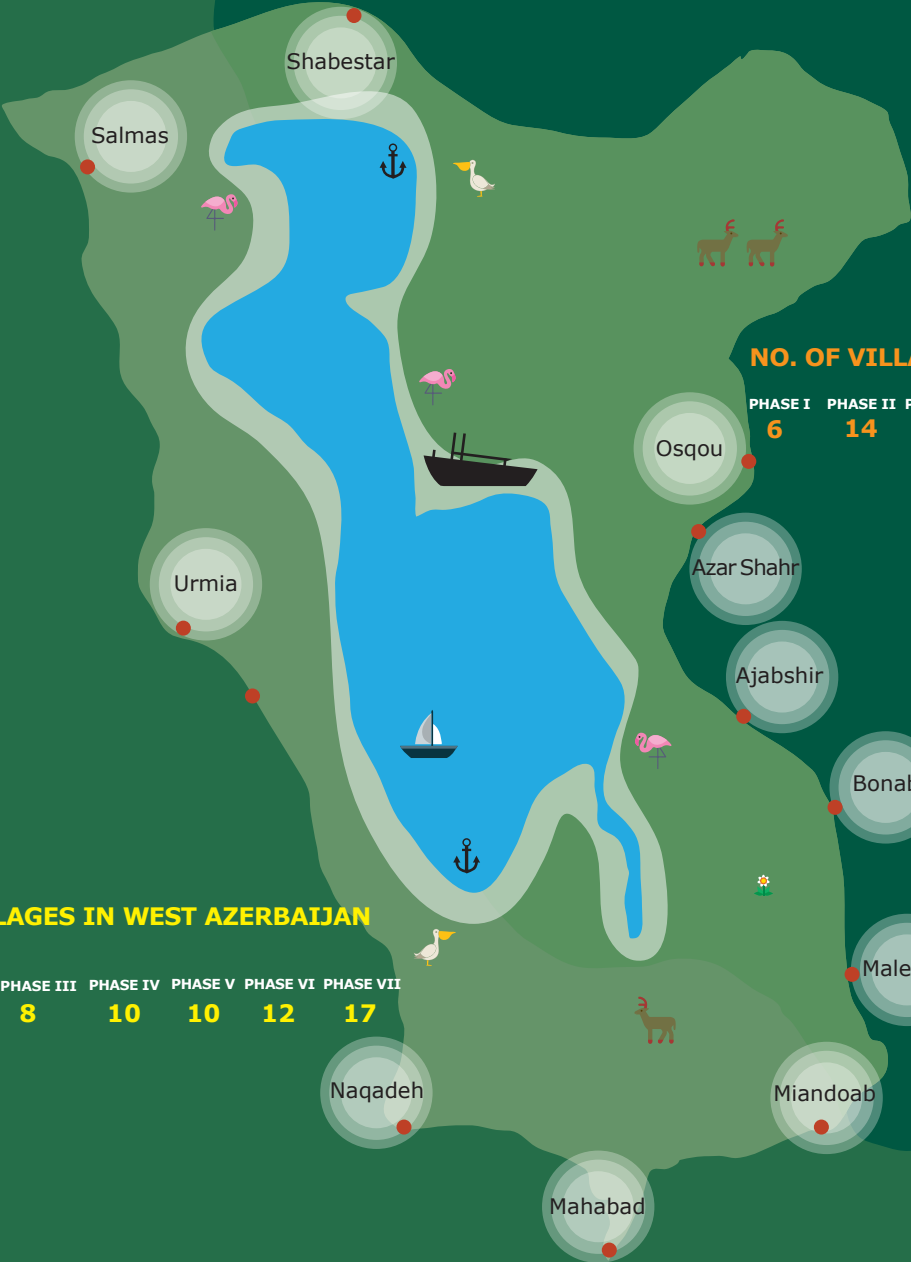 Shabestar
Salmas
NO. OF VILLA
PHASE I PHASE II P
6 14
Osqou
Azar Shahr
Urmia
Ajabshir
Bonab
LAGES IN WEST AZERBAIJAN
Male
PHASE III PHASE IV PHASE V PHASE VI PHASE VII
8 10 10 12 17
Naqadeh
Miandoab
Mahabad